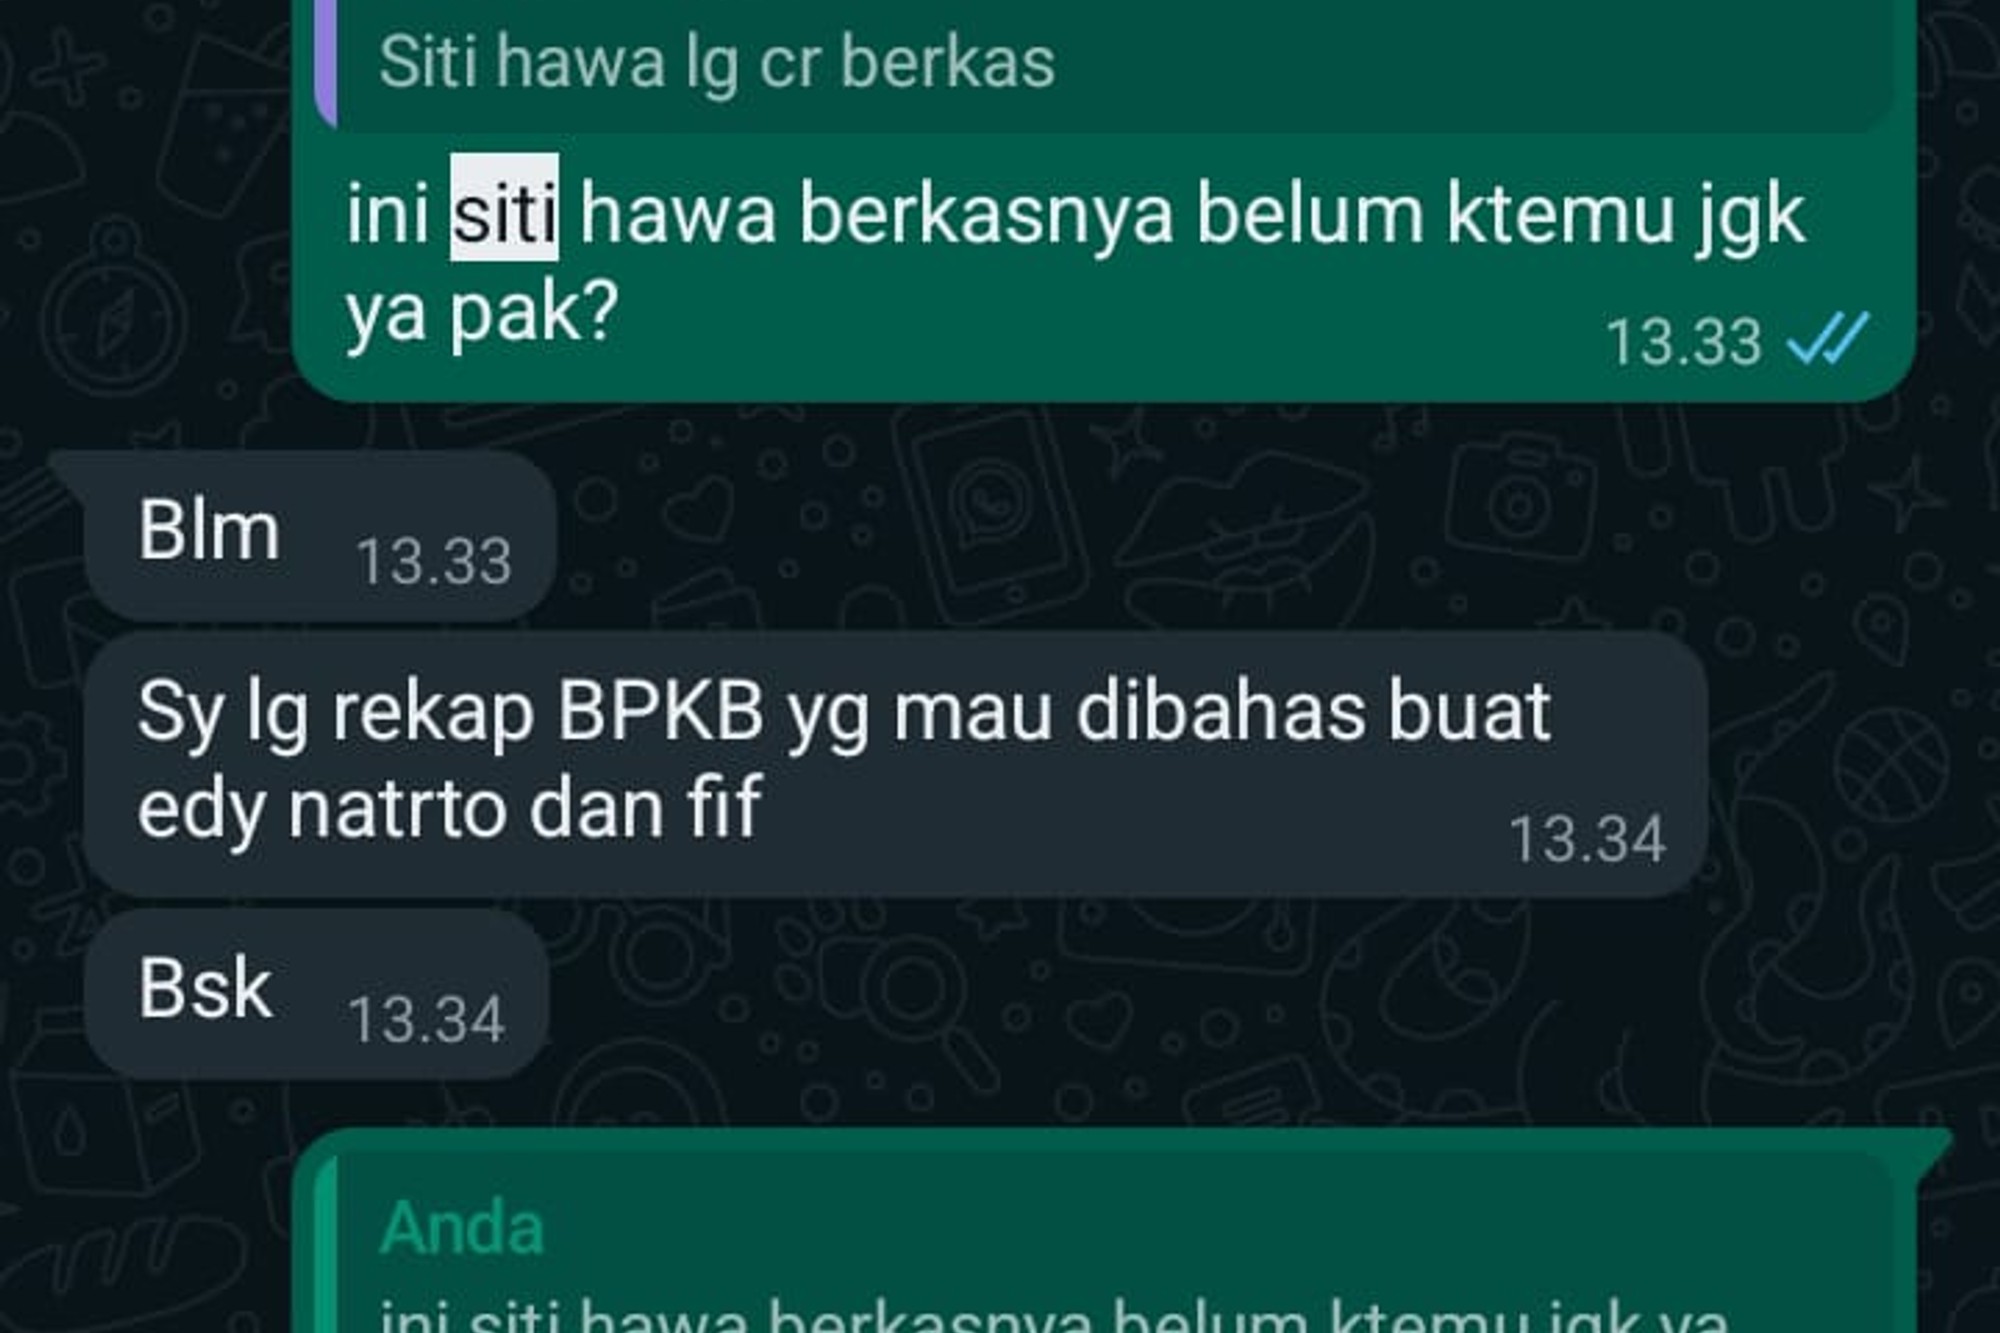 Siti hawa lg cr berkas
ini siti hawa berkasnya belum ktemu jgk
ya pak?
13.33
Blm
13.33
Sy lg rekap BPKB yg mau dibahas buat
edy natrto dan fif
13.34
Bsk
13.34
Anda
ini siti hawa berkasnya belum ktemu jgk ya